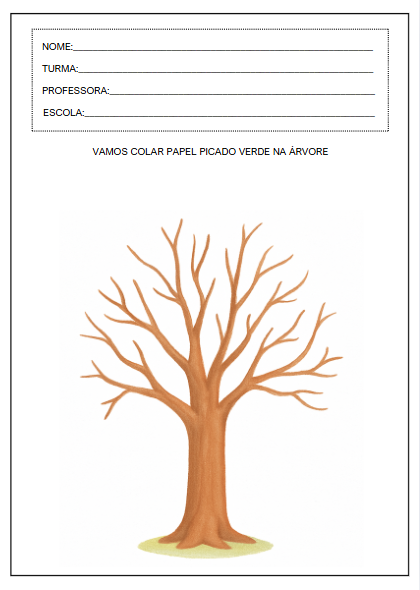 NOME:
TURMA:
PROFESSORA:
ESCOLA:
VAMOS COLAR PAPEL PICADO VERDE NA ÁRVORE